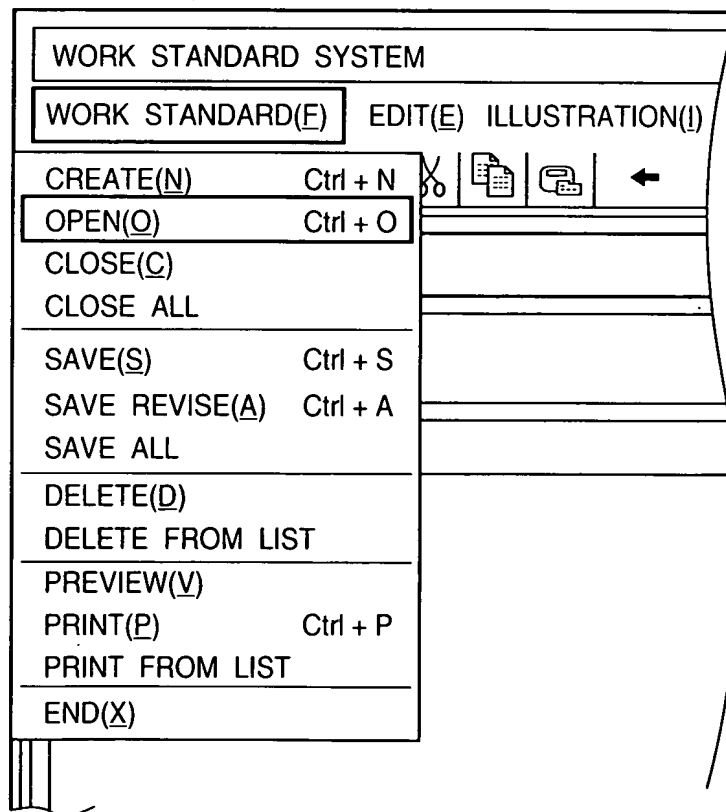 WORK STANDARD SYSTEM
WORK STANDARD(F) EDIT(E) ILLUSTRATION(I)
CREATE(N) Ctrl + N
OPEN(O) Ctrl + O
CLOSE(C)
CLOSE ALL
SAVE(S) Ctrl + S
SAVE REVISE(A) Ctrl + A
SAVE ALL
DELETE(D)
DELETE FROM LIST
PREVIEW(V)
PRINT(P) Ctrl + P
PRINT FROM LIST
END(X)